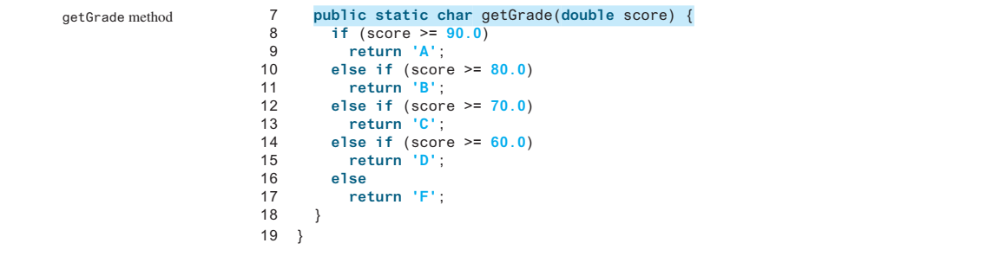 getGrade method 7 public static char getGrade(double score) {
8 if (score >= 90.0)
9 return 'A';
10 else if (score >= 80.0)
11 return 'B';
12 else if (score >= 70.0)
13 return 'C';
14 else if (score >= 60.0)
15 return 'D';
16 else
17 return 'F';
18 }
19 }